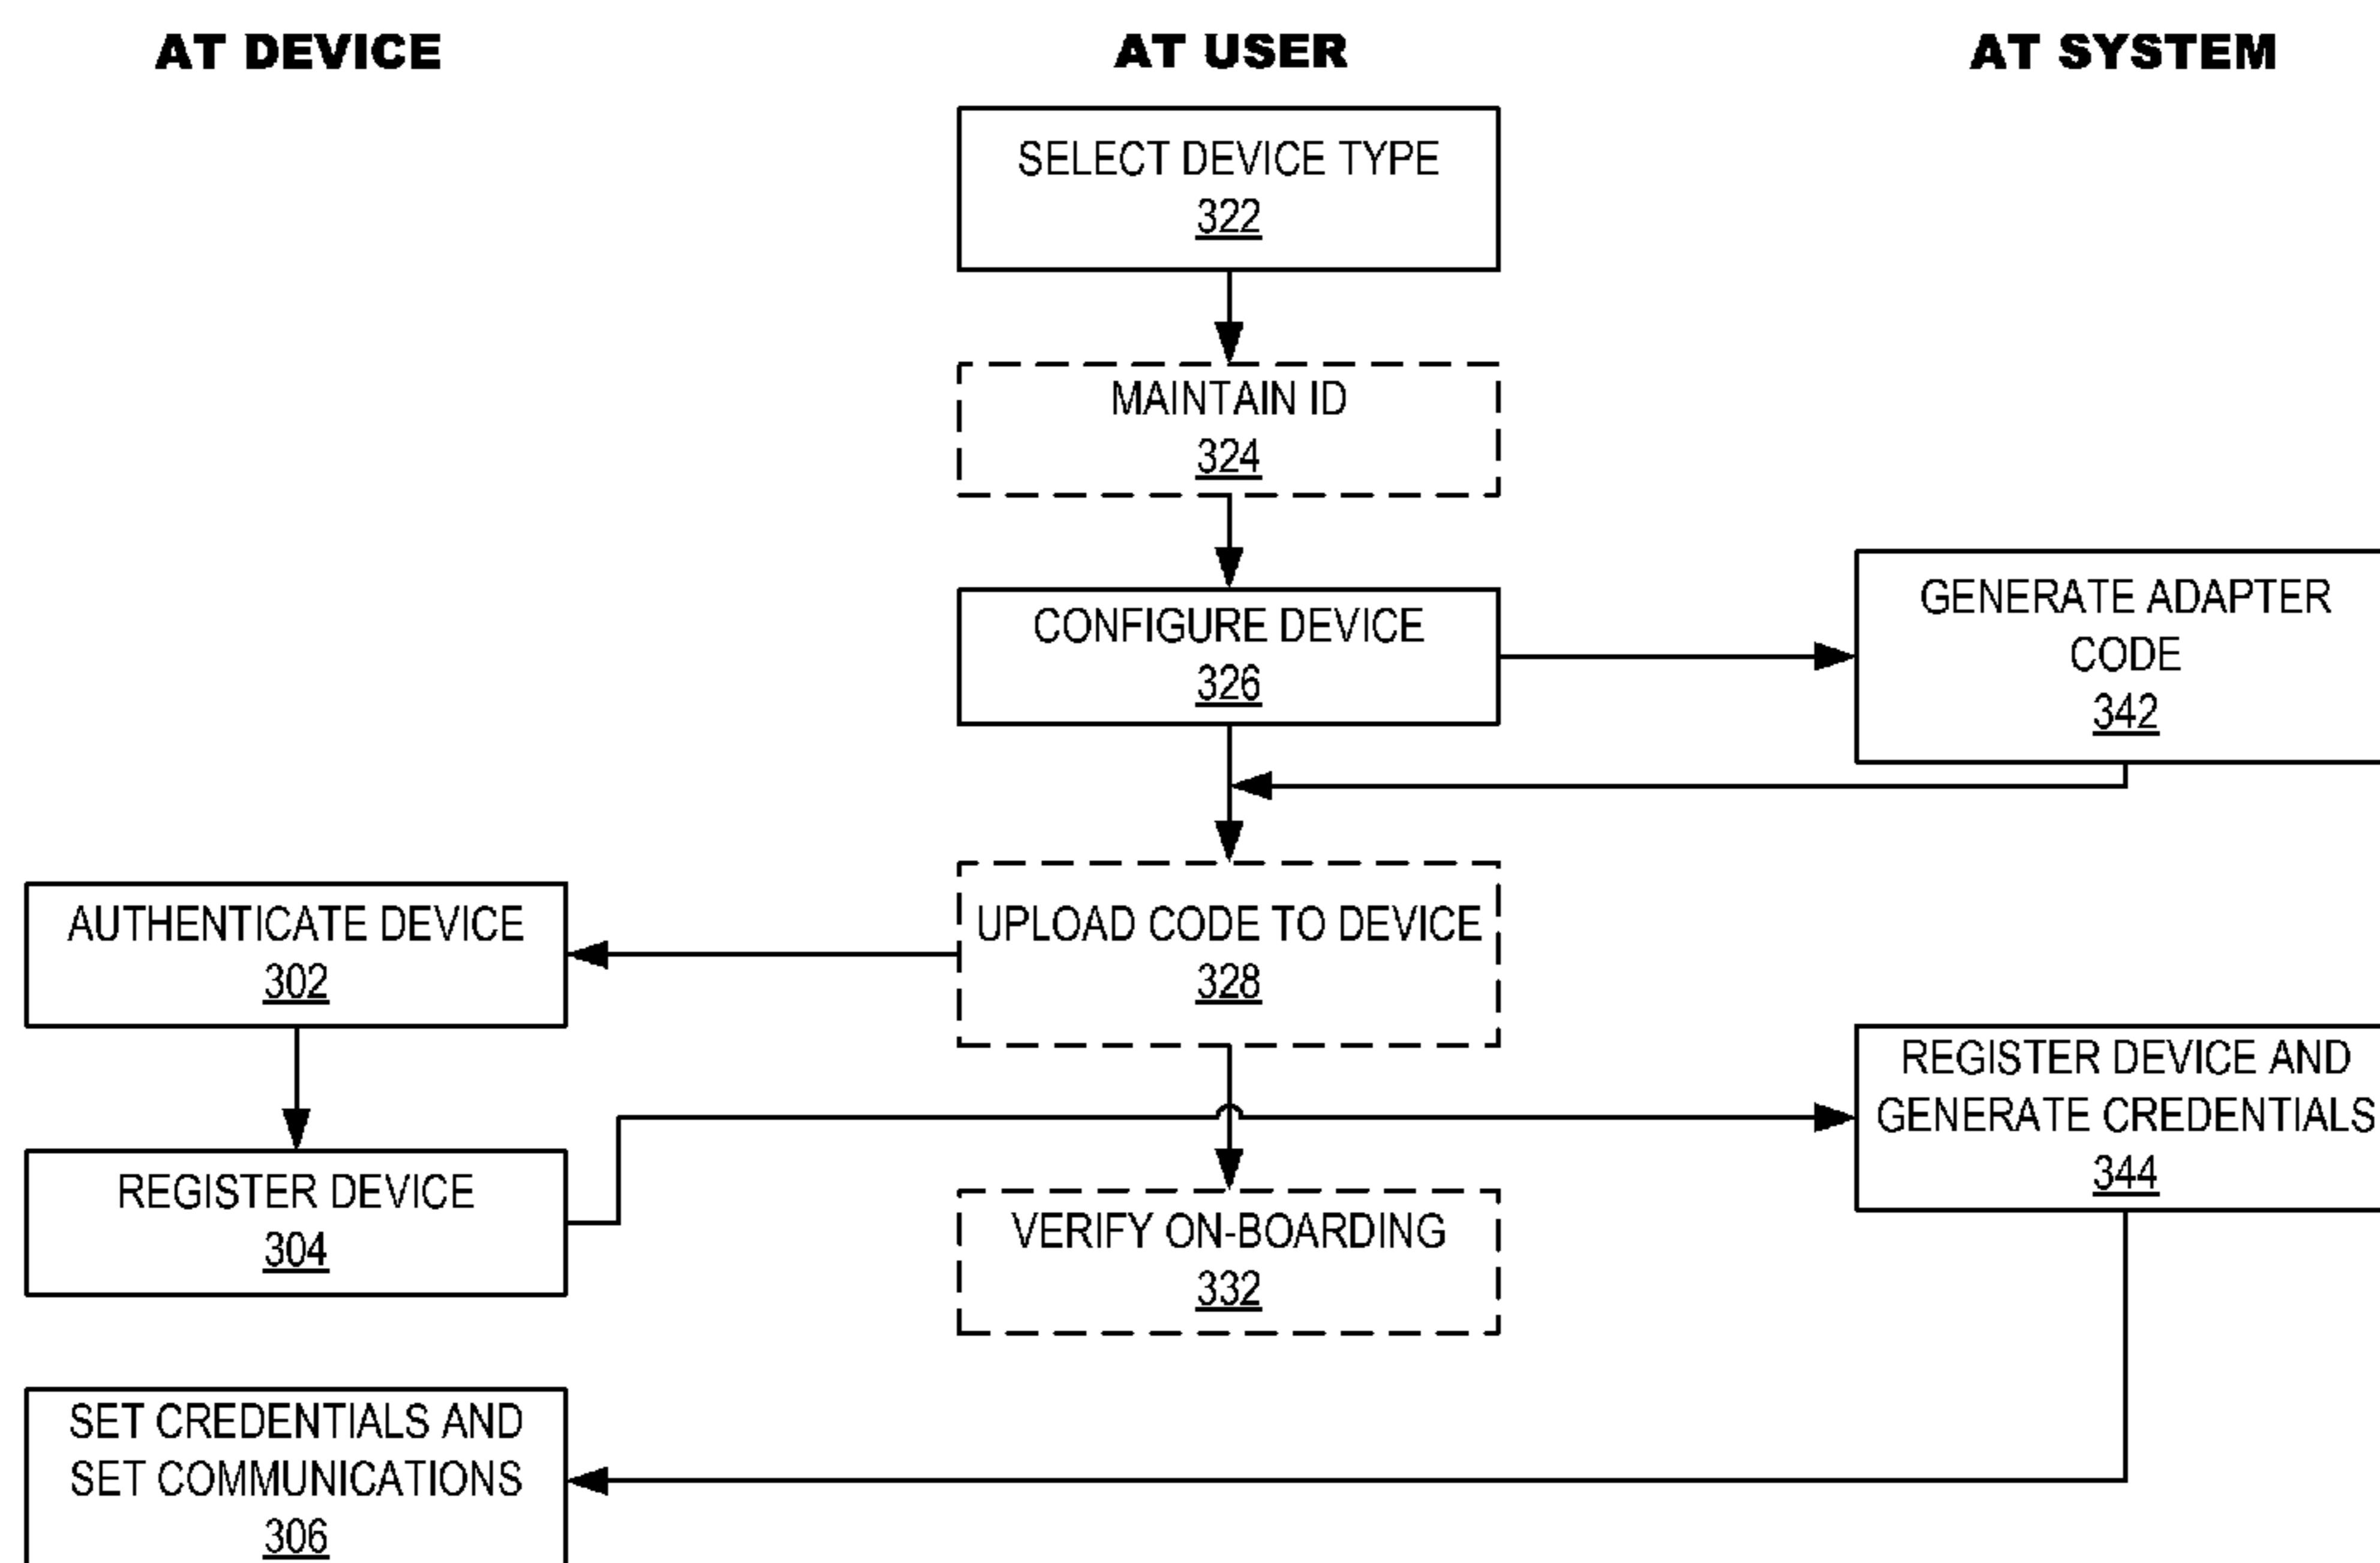 AT DEVICE
AT USER
AT SYSTEM
SELECT DEVICE TYPE
322
MAINTAIN ID
324
CONFIGURE DEVICE
326
GENERATE ADAPTER
CODE
342
AUTHENTICATE DEVICE
302
UPLOAD CODE TO DEVICE
328
REGISTER DEVICE AND
GENERATE CREDENTIALS
344
REGISTER DEVICE
304
VERIFY ON-BOARDING
332
SET CREDENTIALS AND
SET COMMUNICATIONS
306